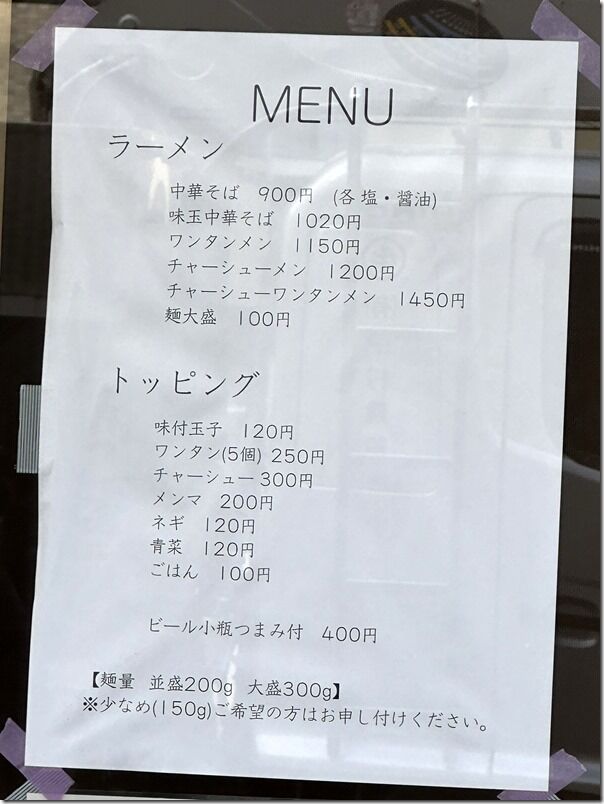 MENU
ラーメン
中華そば 900円 (各 塩・醤油)
味玉中華そば 1020円
ワンタンメン 1150円
チャーシューメン 1200円
チャーシューワンタンメン 1450円
麺大盛 100円
トッピング
味付玉子 120円
ワンタン(5個) 250円
チャーシュー 300円
メンマ 200円
ネギ 120円
青菜 120円
ごはん 100円
ビール小瓶つまみ付 400円
【麺量 並盛200g 大盛300g】
※少なめ(150g)ご希望の方はお申し付けください。